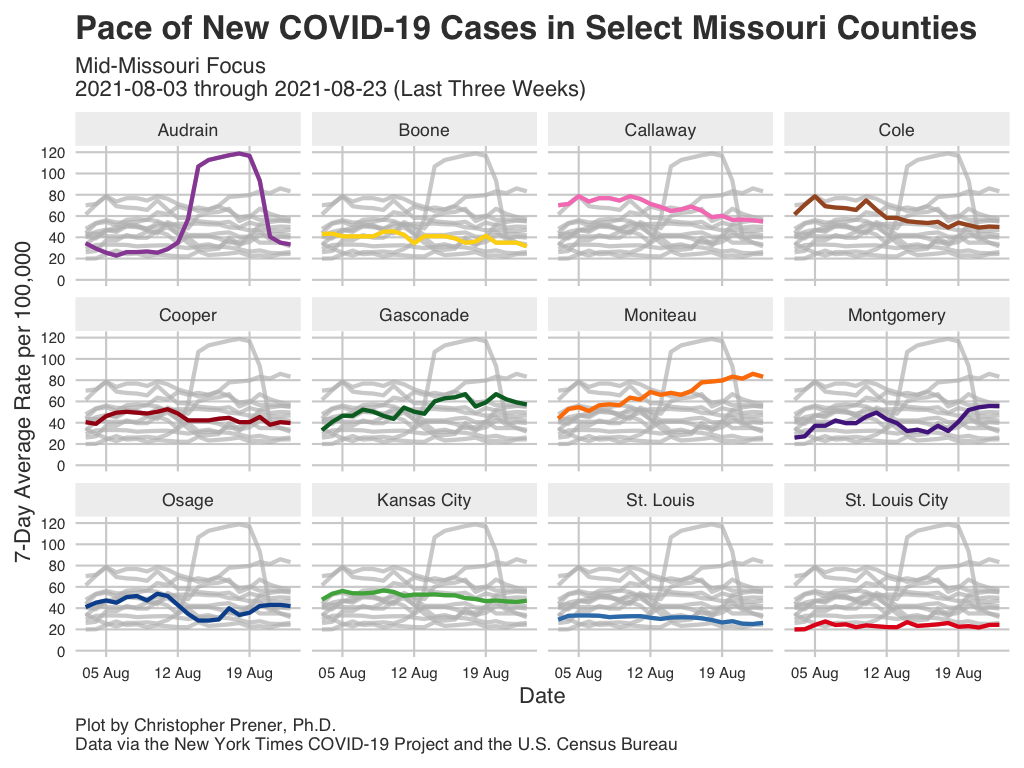 Pace of New COVID-19 Cases in Select Missouri Counties
Mid-Missouri Focus
2021-08-03 through 2021-08-23 (Last Three Weeks)
7-Day Average Rate per 100,000
Audrain Boone Callaway Cole
120
100
80
60
40
20
0
Cooper Gasconade Moniteau Montgomery
120
100
80
60
40
20
0
Osage Kansas City St. Louis St. Louis City
120
100
80
60
40
20
0
05 Aug 12 Aug 19 Aug 05 Aug 12 Aug 19 Aug 05 Aug 12 Aug 19 Aug 05 Aug 12 Aug 19 Aug
Date
Plot by Christopher Prener, Ph.D.
Data via the New York Times COVID-19 Project and the U.S. Census Bureau